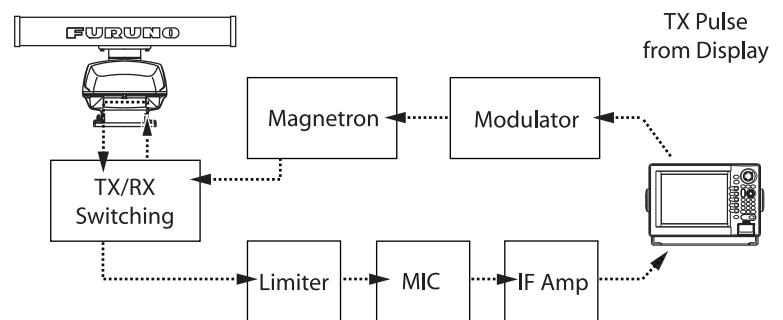 FURUNO
TX Pulse
from Display
Magnetron
Modulator
TX/RX
Switching
Limiter
MIC
IF Amp